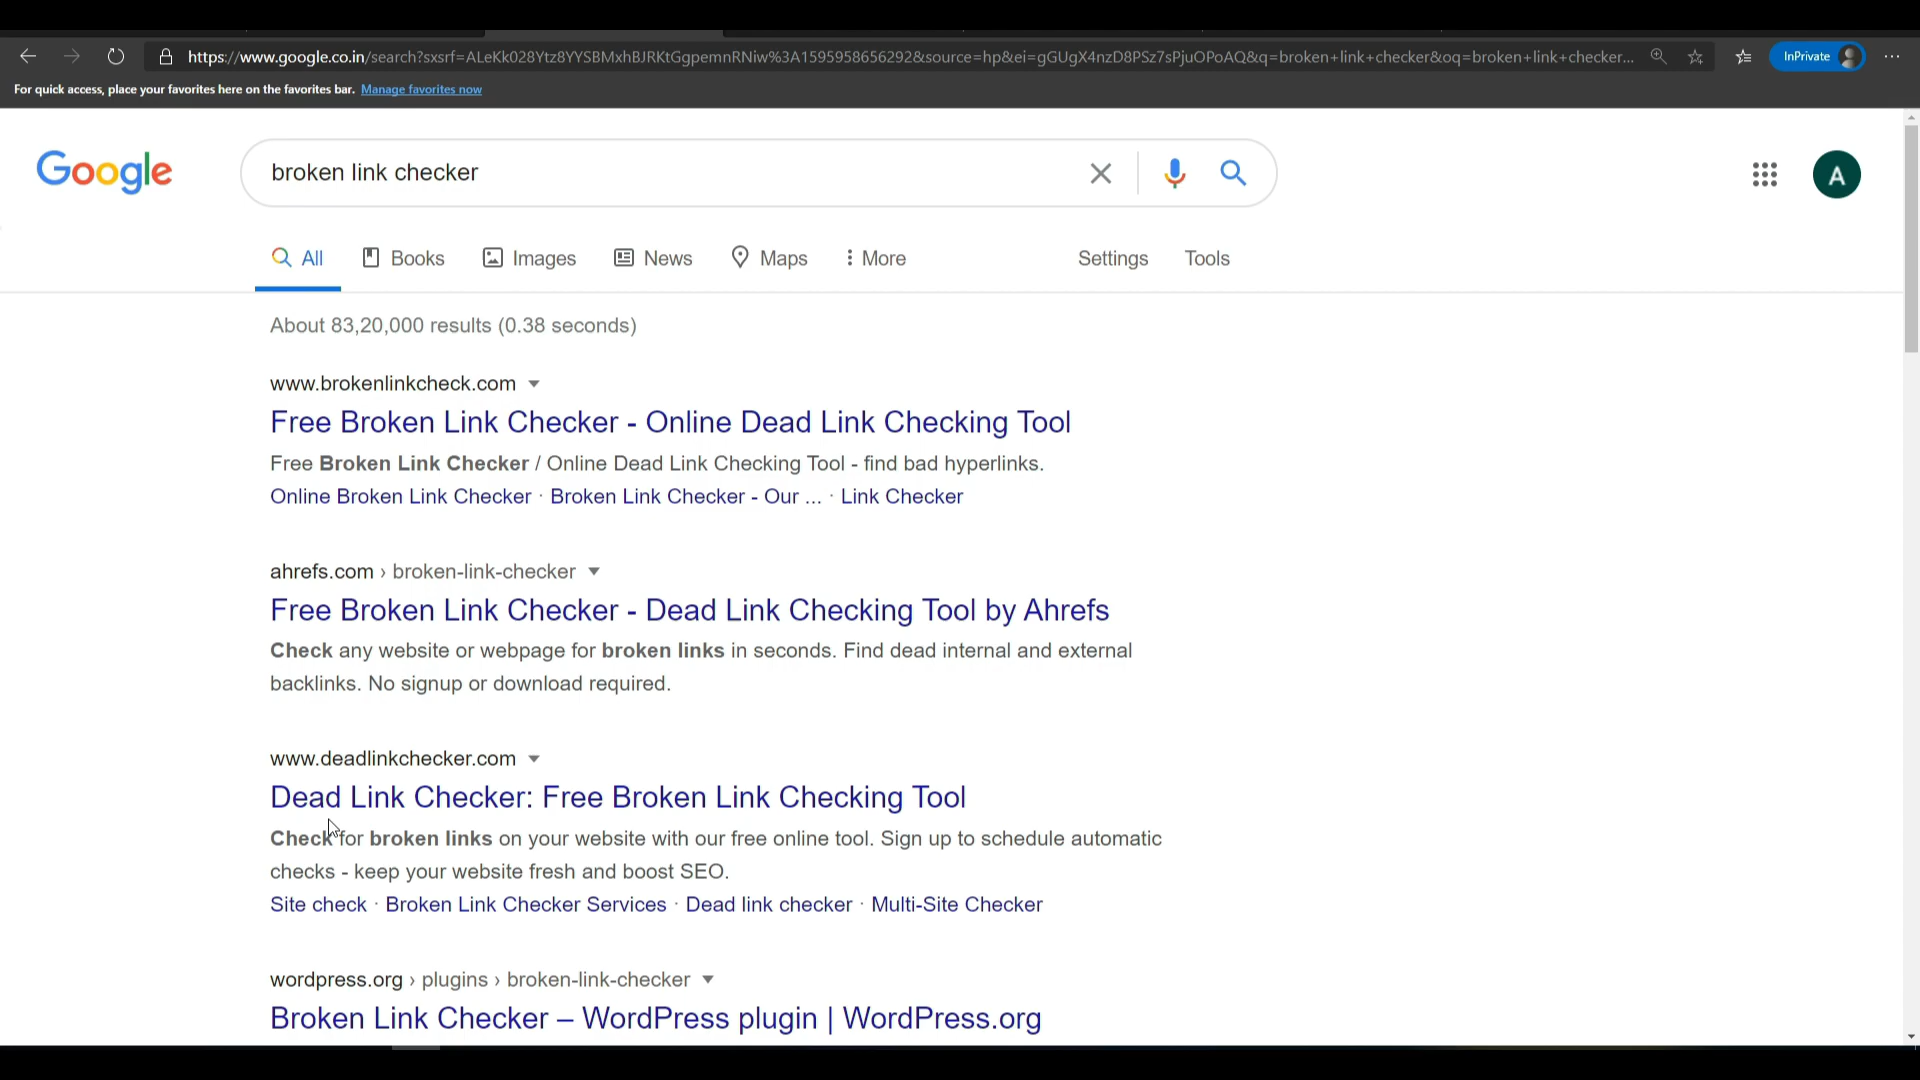 https://www.google.co.in/search?sxsrf=ALeKk028Ytz8YYSBMxhBJRKtGgpemnRNiw%3A1595958656292&source=hp&ei=gGUgX4nzD8PSz7sPjuOPoAQ&q=broken+link+checker&oq=broken+link+checker...
InPrivate
For quick access, place your favorites here on the favorites bar. Manage favorites now
Google
broken link checker
A
All Books Images News Maps More Settings Tools
About 83,20,000 results (0.38 seconds)
www.brokenlinkcheck.com
Free Broken Link Checker - Online Dead Link Checking Tool
Free Broken Link Checker / Online Dead Link Checking Tool - find bad hyperlinks.
Online Broken Link Checker · Broken Link Checker - Our ... · Link Checker
ahrefs.com › broken-link-checker
Free Broken Link Checker - Dead Link Checking Tool by Ahrefs
Check any website or webpage for broken links in seconds. Find dead internal and external
backlinks. No signup or download required.
www.deadlinkchecker.com
Dead Link Checker: Free Broken Link Checking Tool
Check for broken links on your website with our free online tool. Sign up to schedule automatic
checks - keep your website fresh and boost SEO.
Site check · Broken Link Checker Services · Dead link checker · Multi-Site Checker
wordpress.org › plugins › broken-link-checker
Broken Link Checker – WordPress plugin | WordPress.org